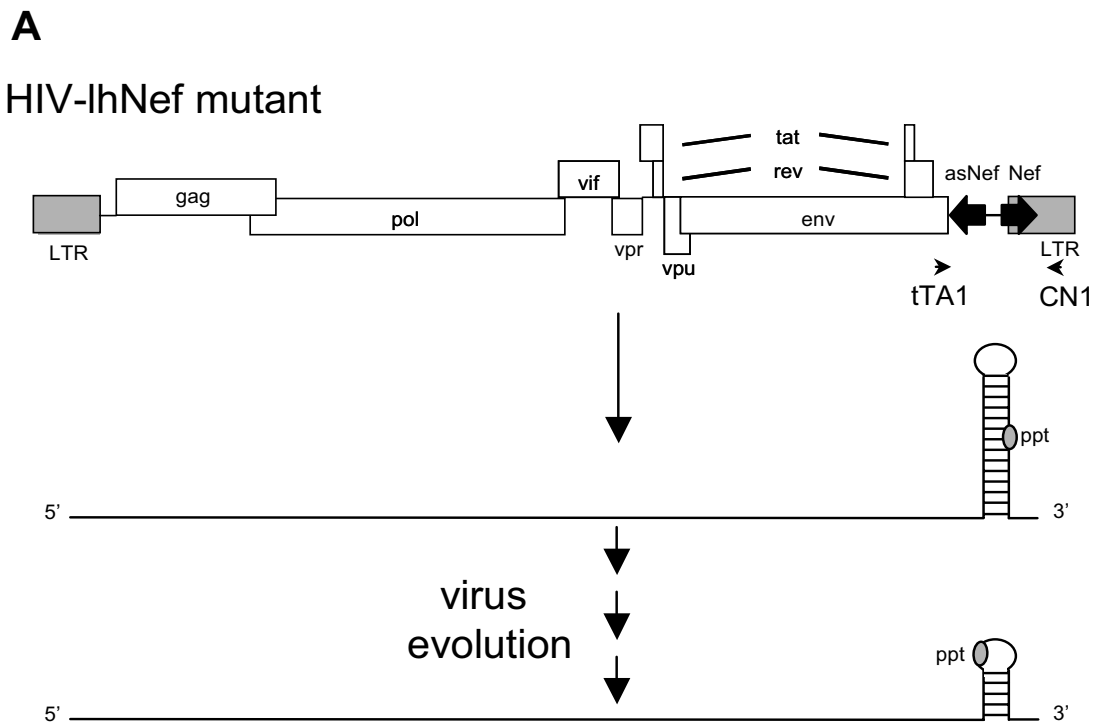 A
HIV-lhNef mutant
tat
rev
asNef Nef
vif
gag
pol
env
LTR
vpr
vpu
LTR
tTA1
CN1
ppt
5’
3’
virus
evolution
ppt
5’
3’